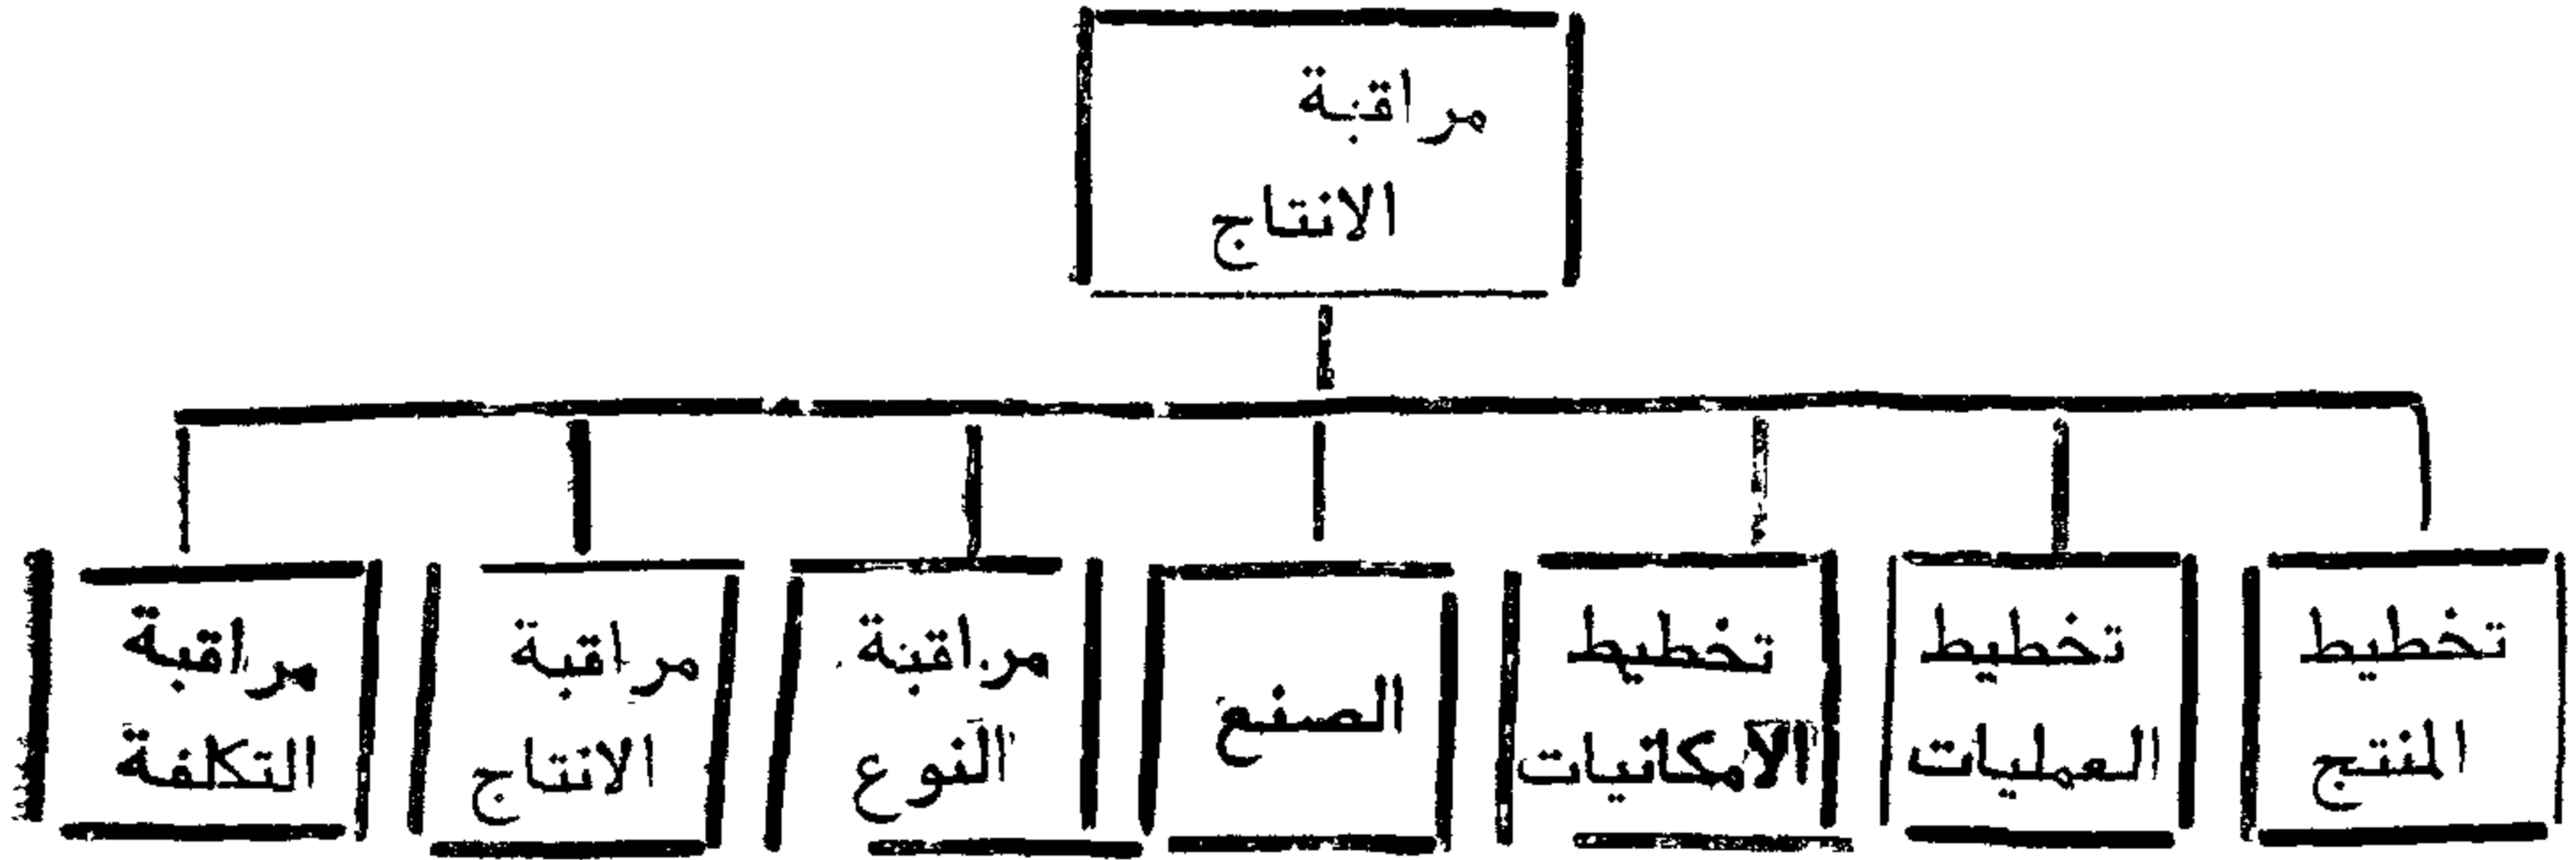 مراقبة
الانتاج
تخطيط
المنتج
تخطيط
العمليات
تخطيط
الامكانيات
الصنع
مراقبة
النوع
مراقبة
الانتاج
مراقبة
التكلفة